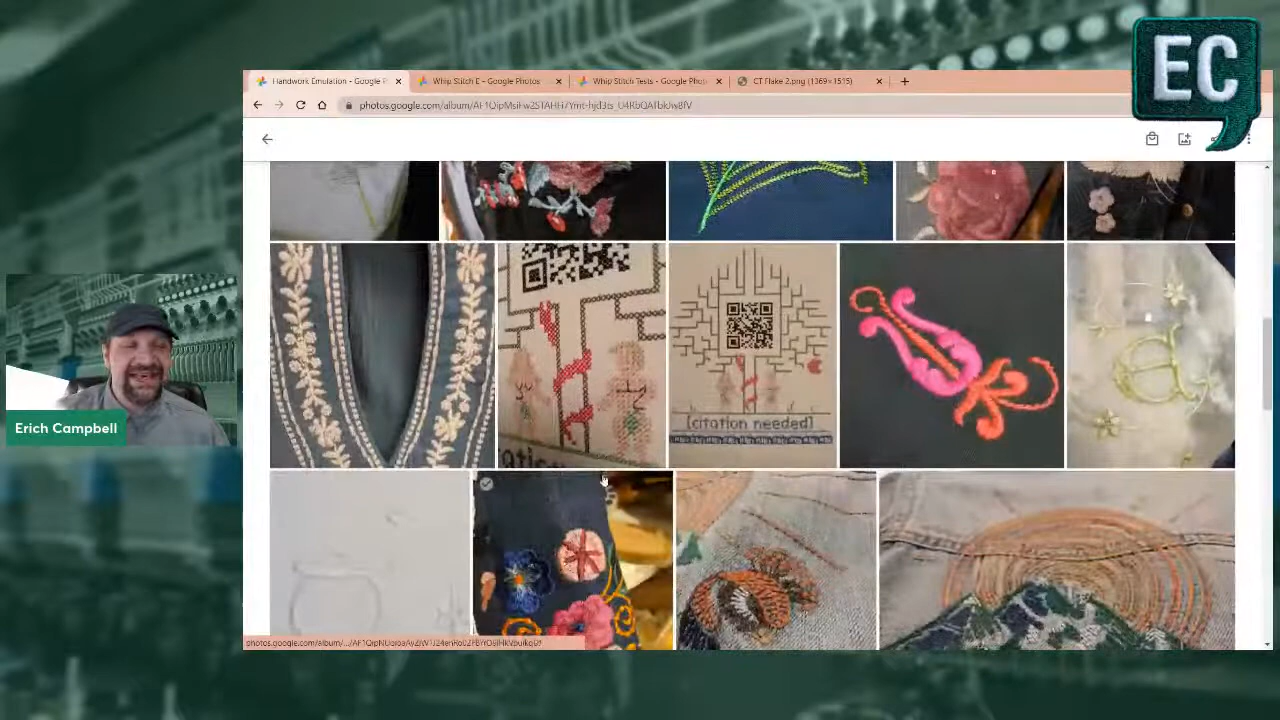 EC
Handwork Emulation - Google P
Whip Stitch E - Google Photos
Whip Stitch Tests - Google Phot
CT Flake 2.png (1369×1515)
[citation needed]
Erich Campbell